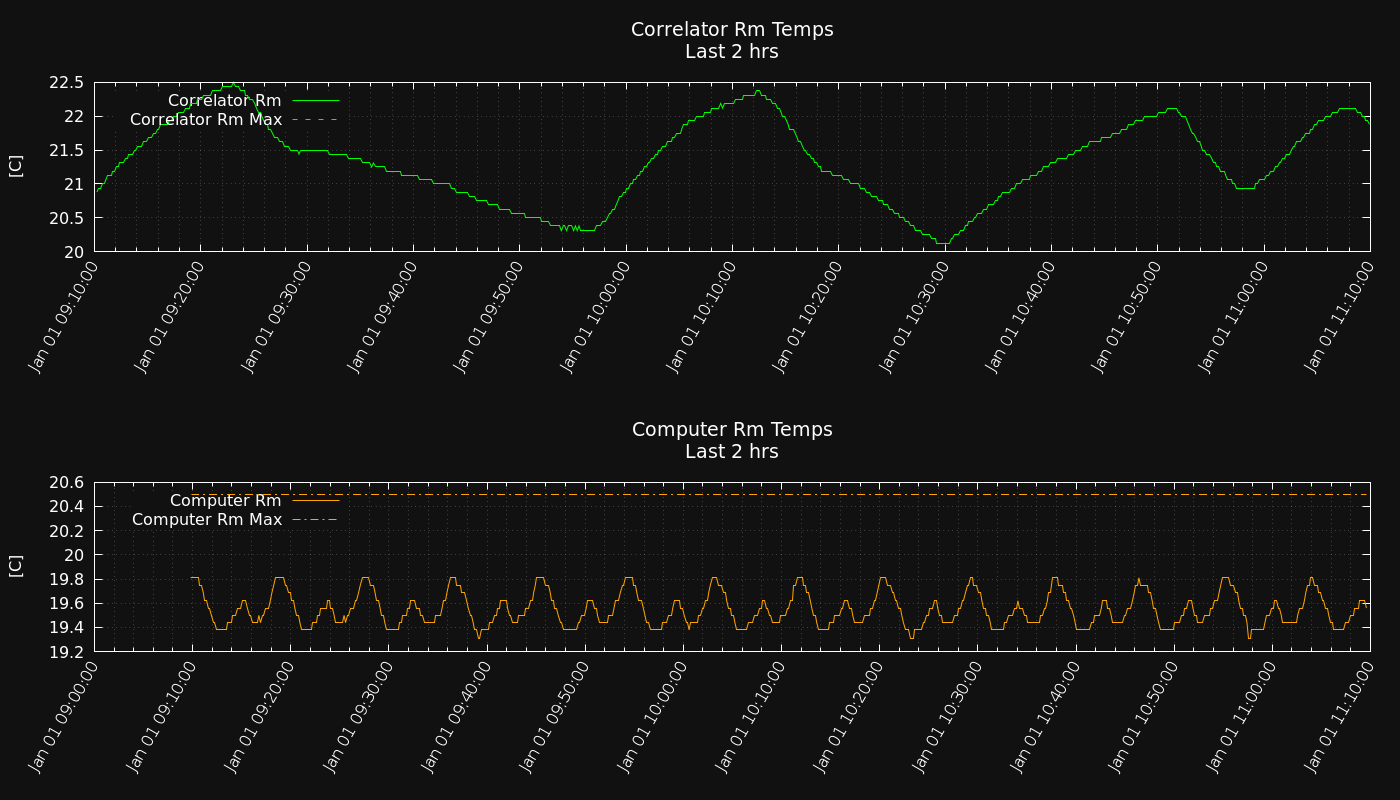 Correlator Rm Temps
Last 2 hrs
22.5
22
21.5
21
20.5
20
[C]
Correlator Rm
Correlator Rm Max
Jan 01 09:10:00
Jan 01 09:20:00
Jan 01 09:30:00
Jan 01 09:40:00
Jan 01 09:50:00
Jan 01 10:00:00
Jan 01 10:10:00
Jan 01 10:20:00
Jan 01 10:30:00
Jan 01 10:40:00
Jan 01 10:50:00
Jan 01 11:00:00
Jan 01 11:10:00
Computer Rm Temps
Last 2 hrs
20.6
20.4
20.2
20
19.8
19.6
19.4
19.2
[C]
Computer Rm
Computer Rm Max
Jan 01 09:00:00
Jan 01 09:10:00
Jan 01 09:20:00
Jan 01 09:30:00
Jan 01 09:40:00
Jan 01 09:50:00
Jan 01 10:00:00
Jan 01 10:10:00
Jan 01 10:20:00
Jan 01 10:30:00
Jan 01 10:40:00
Jan 01 10:50:00
Jan 01 11:00:00
Jan 01 11:10:00